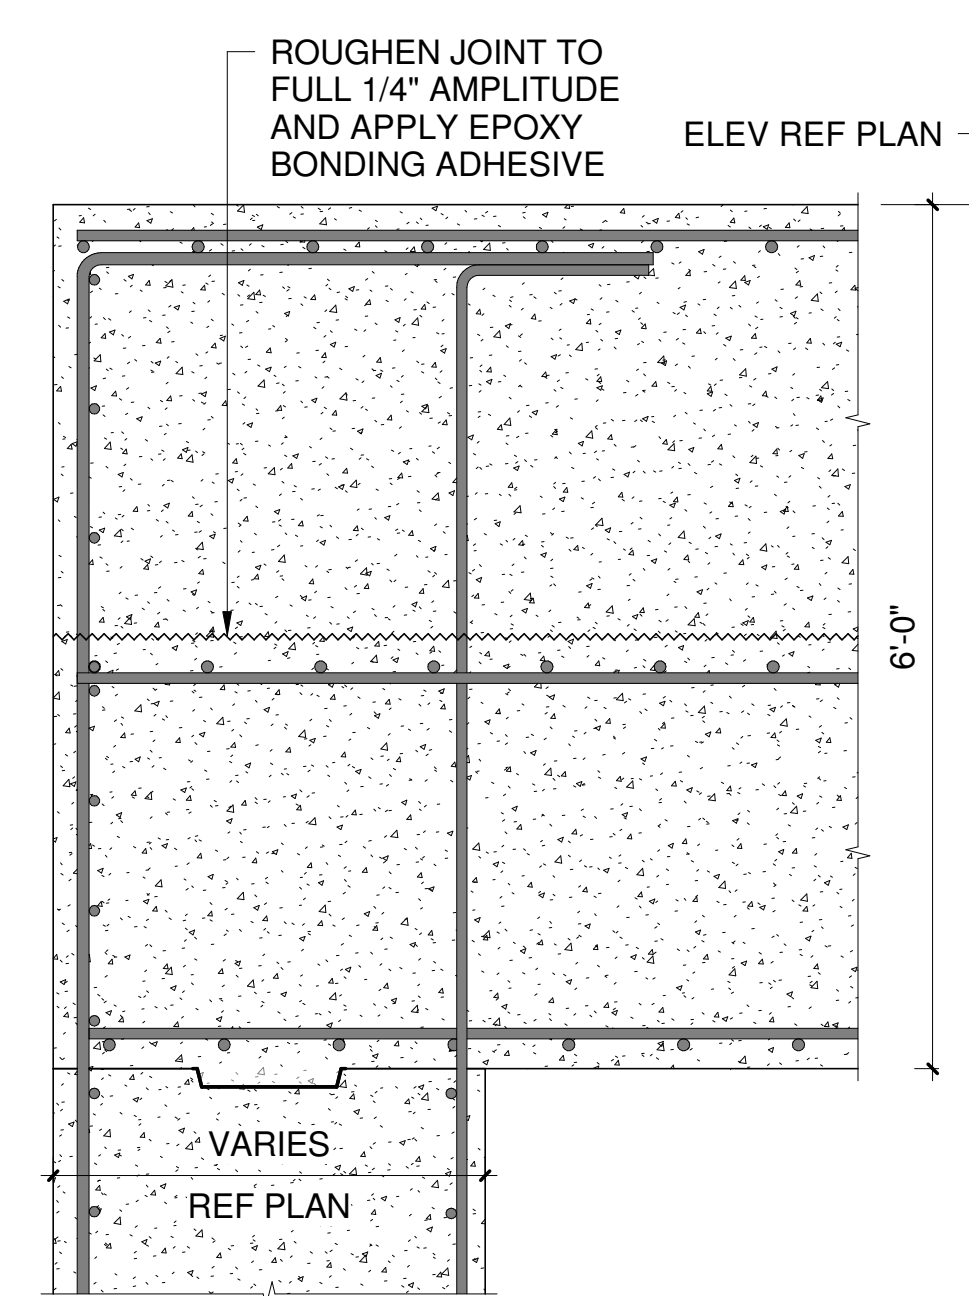 ROUGHEN JOINT TO
FULL 1/4" AMPLITUDE
AND APPLY EPOXY
BONDING ADHESIVE
ELEV REF PLAN
6'-0"
VARIES
REF PLAN